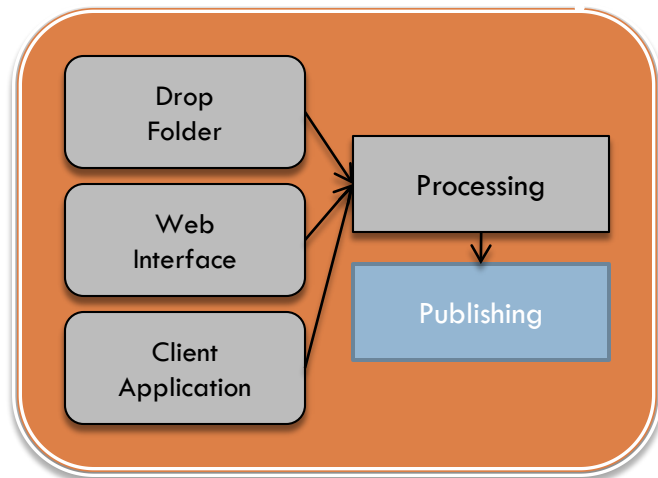 Drop
Folder
Web
Interface
Client
Application
Processing
Publishing